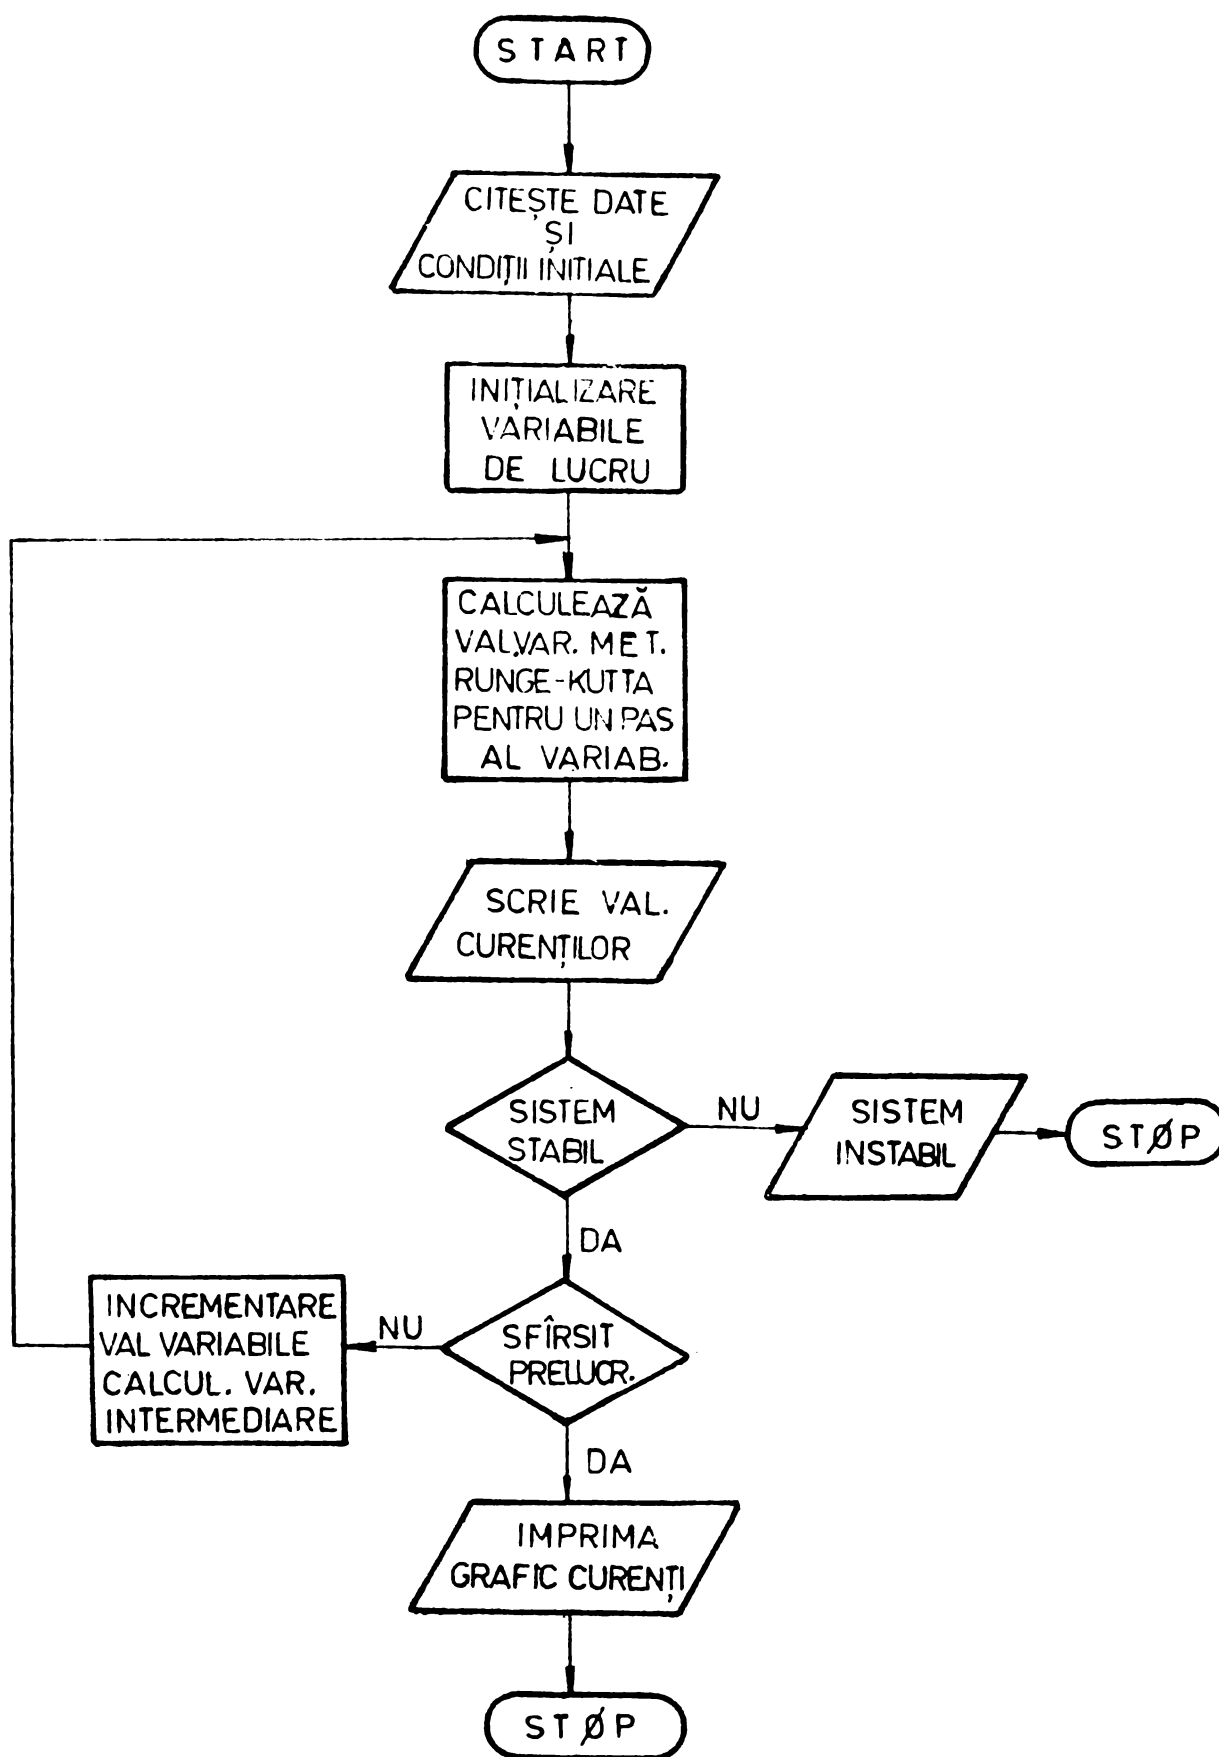 START
CITEȘTE DATE
ȘI
CONDIȚII INITIALE
INIȚIALIZARE
VARIABILE
DE LUCRU
CALCULEAZĂ
VAL.VAR. MET.
RUNGE-KUTTA
PENTRU UN PAS
AL VARIAB.
SCRIE VAL.
CURENȚILOR
SISTEM
STABIL
NU
SISTEM
INSTABIL
STØP
DA
SFÎRSIT
PRELUCR.
NU
INCREMENTARE
VAL VARIABILE
CALCUL. VAR.
INTERMEDIARE
DA
IMPRIMA
GRAFIC CURENȚI
STØP